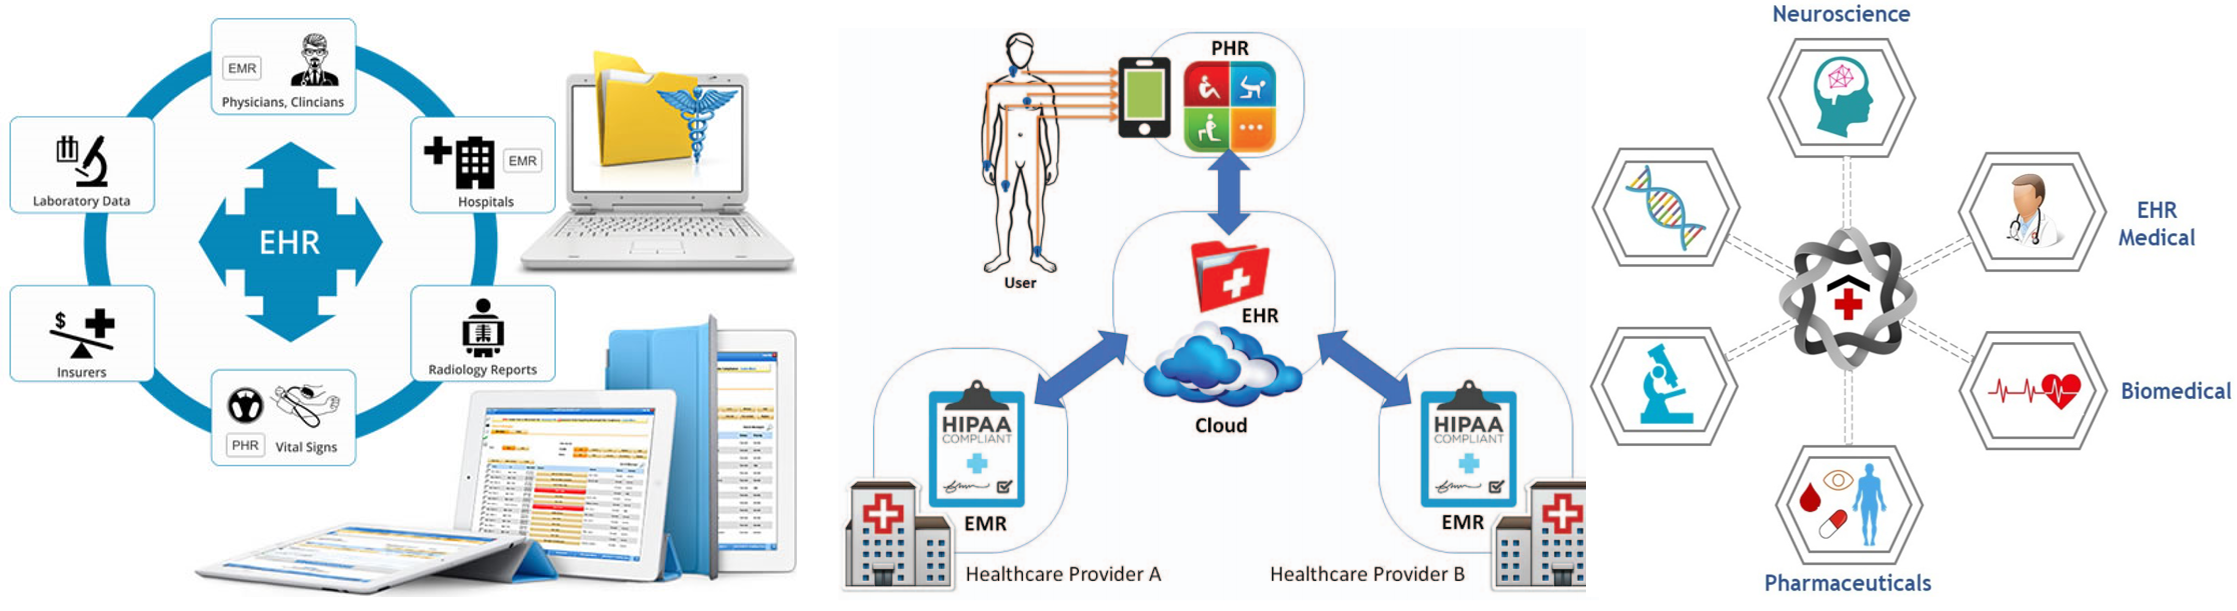 EMR
Physicians, Clincians
EMR
Hospitals
Laboratory Data
EHR
$
Insurers
Radiology Reports
PHR
Vital Signs
PHR
User
EHR
Cloud
HIPAA
COMPLIANT
EMR
Healthcare Provider A
HIPAA
COMPLIANT
EMR
Healthcare Provider B
Neuroscience
EHR
Medical
Biomedical
Pharmaceuticals